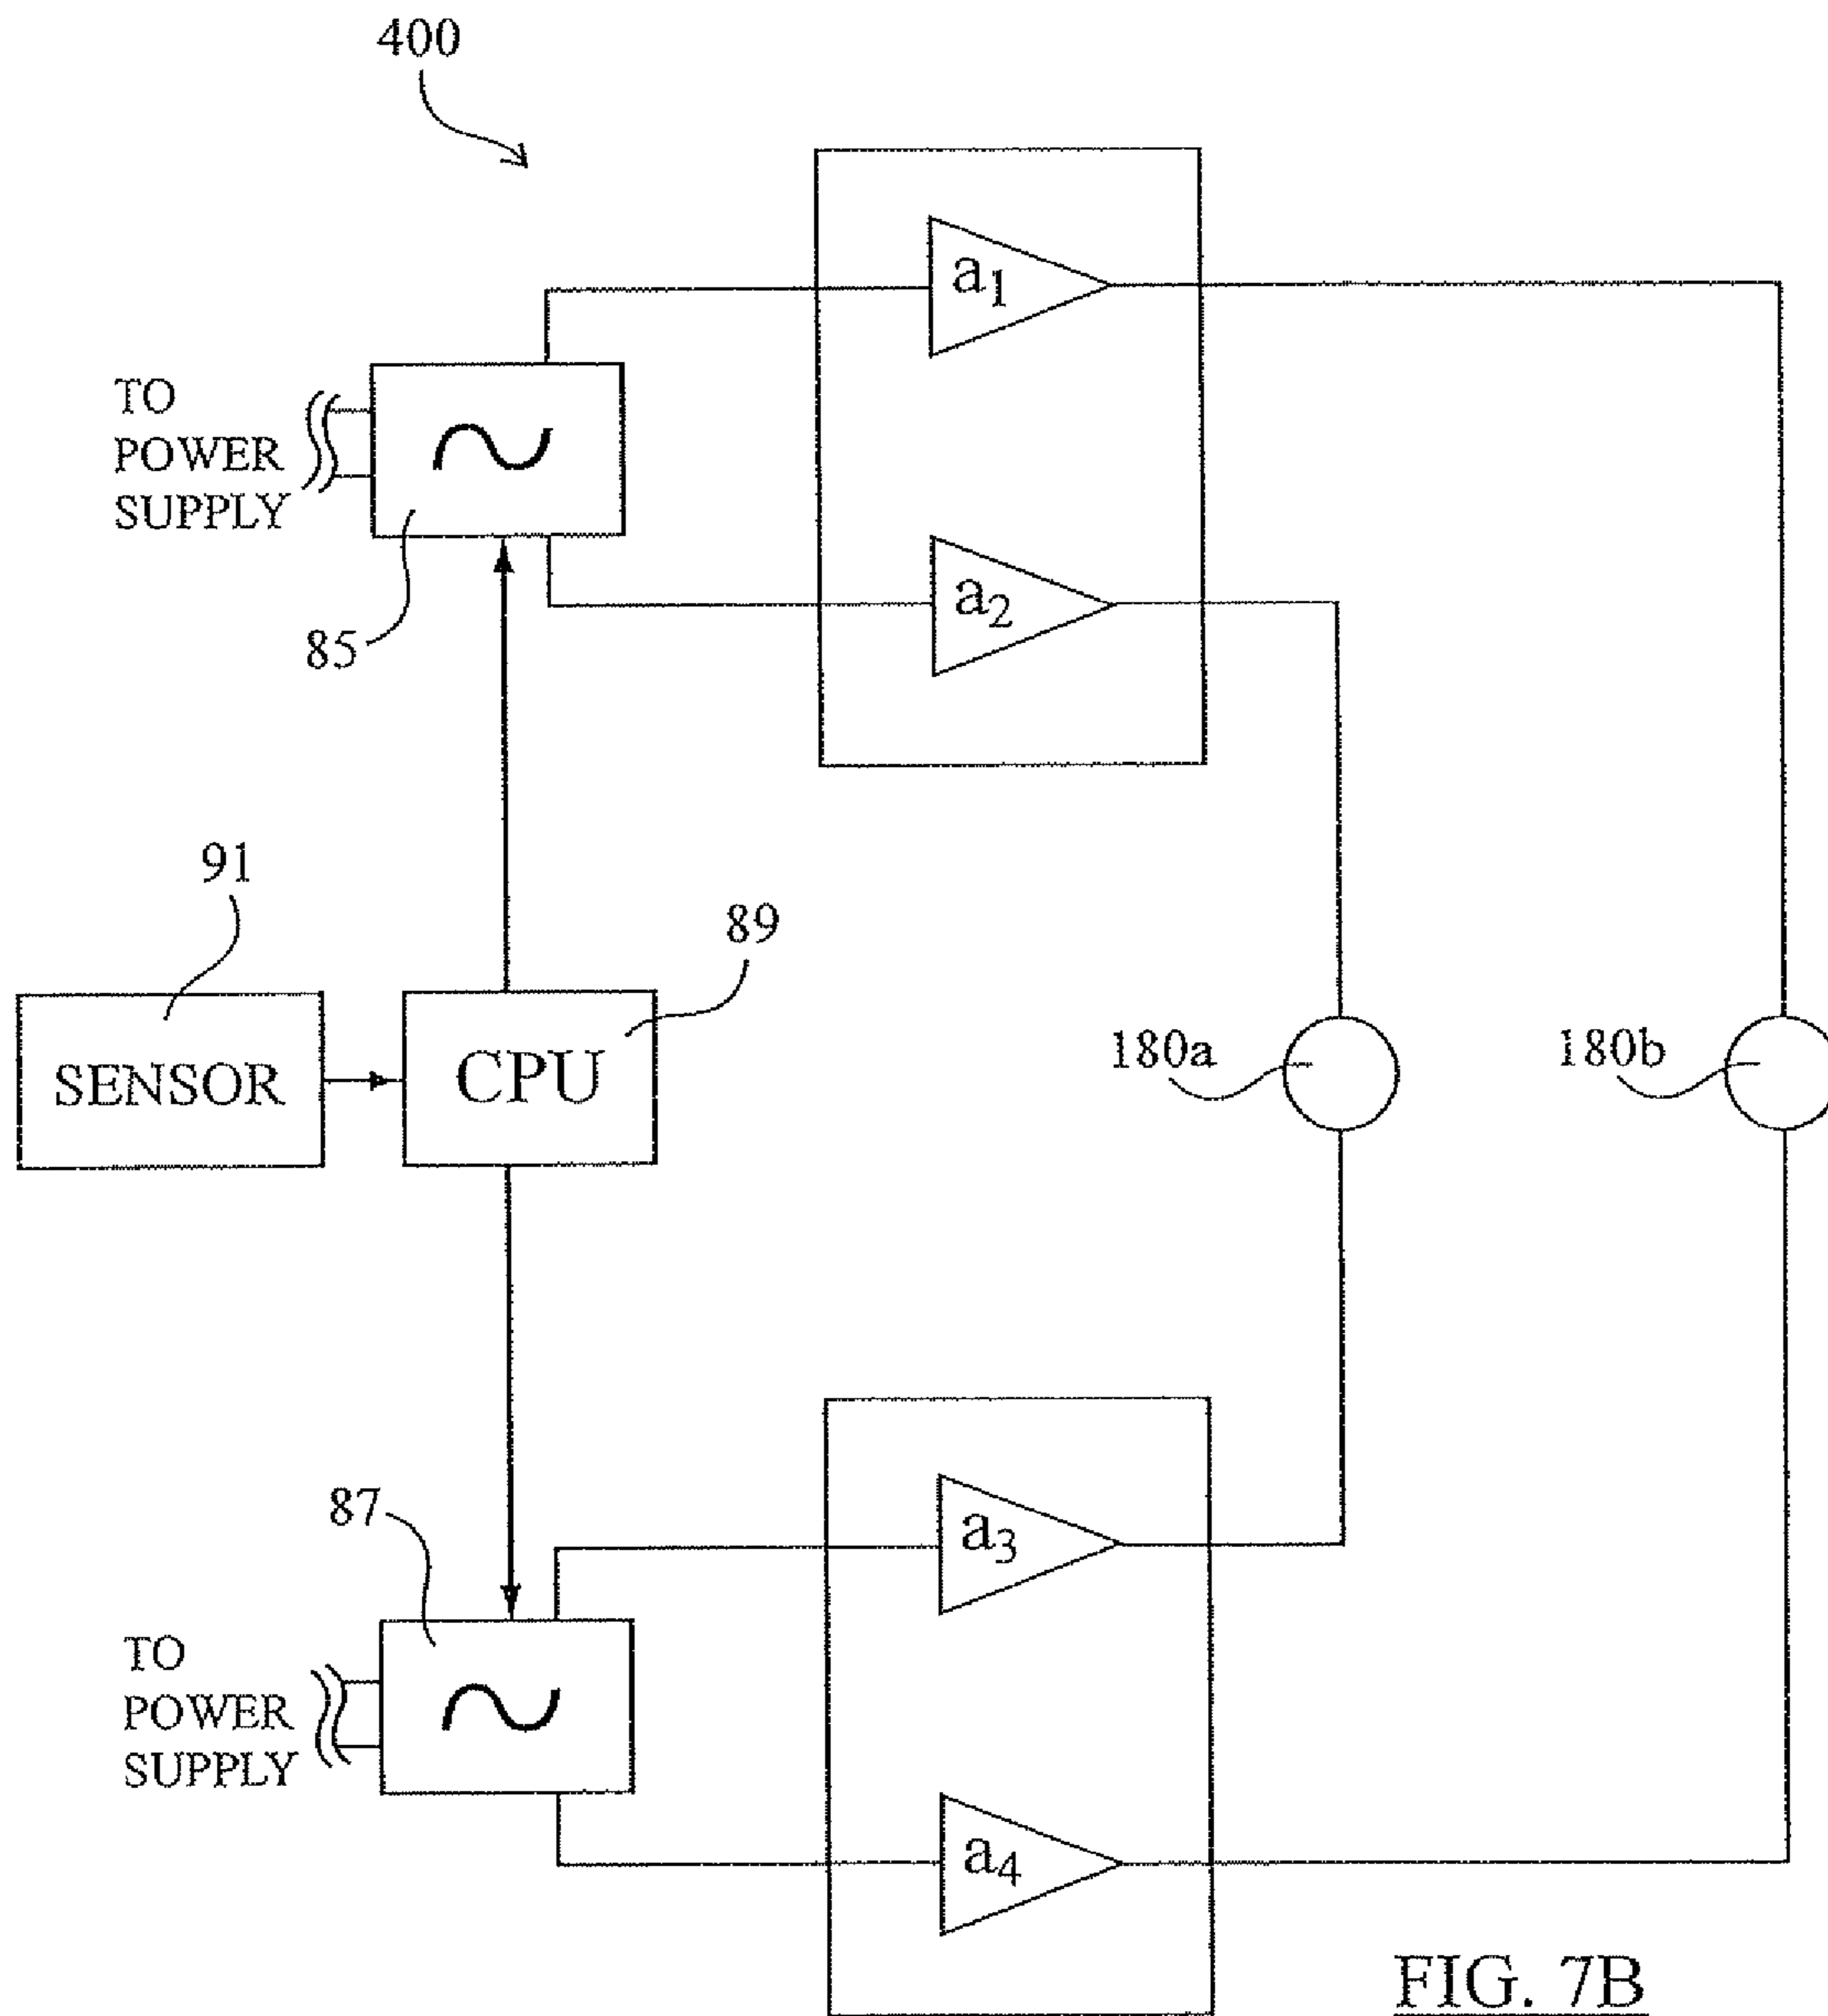 400
a1
TO
POWER
SUPPLY
a2
85
91
89
SENSOR
CPU
180a
180b
87
a3
TO
POWER
SUPPLY
a4
FIG. 7B